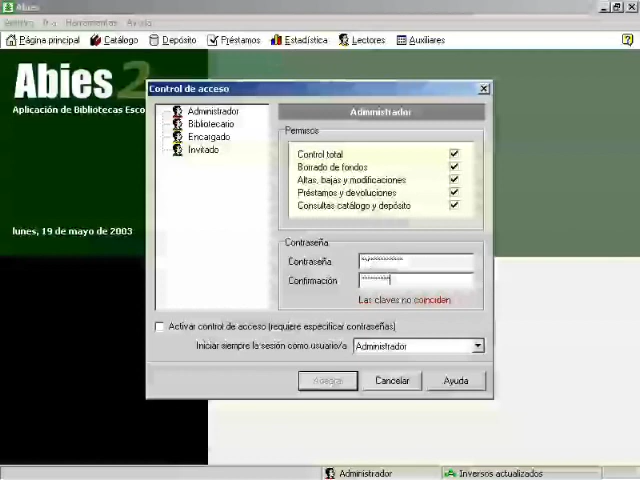 Abies
Gestión Ir a Herramientas Ayuda
Página principal Catálogo Depósito Préstamos Estadística Lectores Auxiliares
Abies 2
Aplicación de Bibliotecas Esco
lunes, 19 de mayo de 2003
Control de acceso
Administrador
Bibliotecario
Encargado
Invitado
Administrador
Permisos
Control total
Borrado de fondos
Altas, bajas y modificaciones
Préstamos y devoluciones
Consultas catálogo y depósito
Contraseña
Contraseña
Confirmación
Las claves no coinciden
Activar control de acceso (requiere especificar contraseñas)
Iniciar siempre la sesión como usuario/a Administrador
Aceptar Cancelar Ayuda
Administrador Inversos actualizados